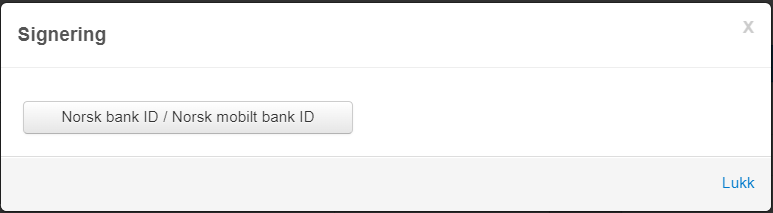 Signering
x
Norsk bank ID / Norsk mobilt bank ID
Lukk